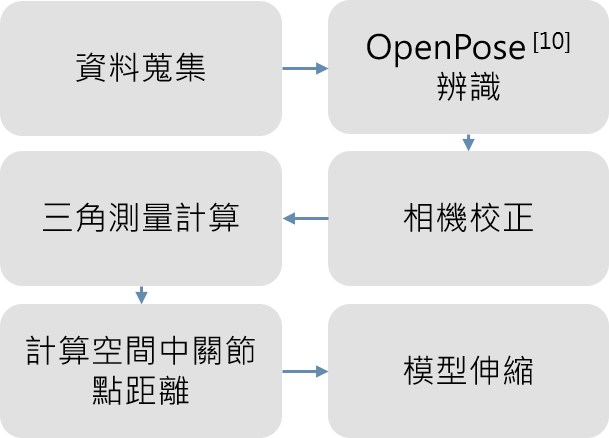 資料蒐集
OpenPose [10]
辨識
相機校正
三角測量計算
計算空間中關節
點距離
模型伸縮